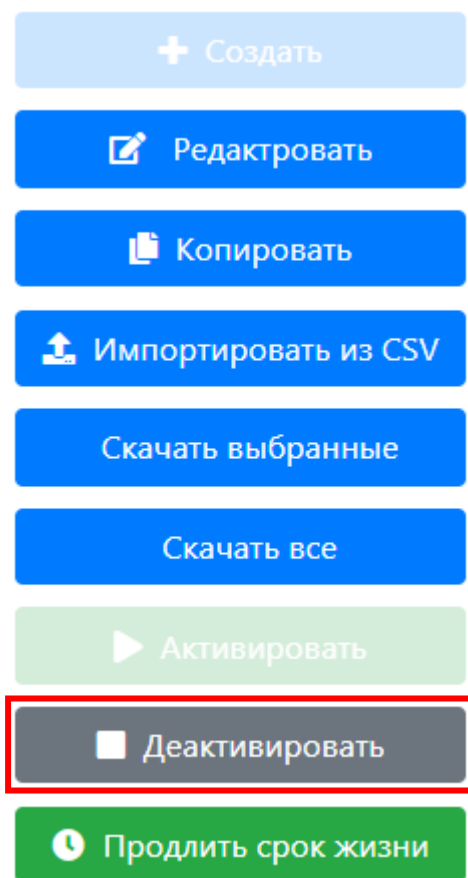 Создать
Редактровать
Копировать
Импортировать из CSV
Скачать выбранные
Скачать все
Активировать
Деактивировать
Продлить срок жизни